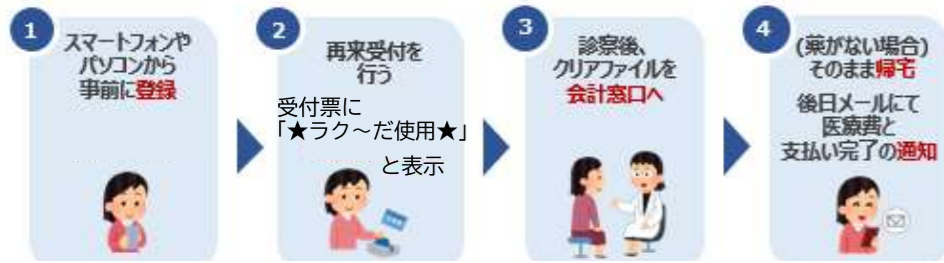 1
スマートフォンや
パソコンから
事前に登録
2
再来受付を
行う
受付票に
「★ラク～だ使用★」
と表示
3
診察後、
クリアファイルを
会計窓口へ
4
(薬がない場合)
そのまま帰宅
後日メールにて
医療費と
支払い完了の通知